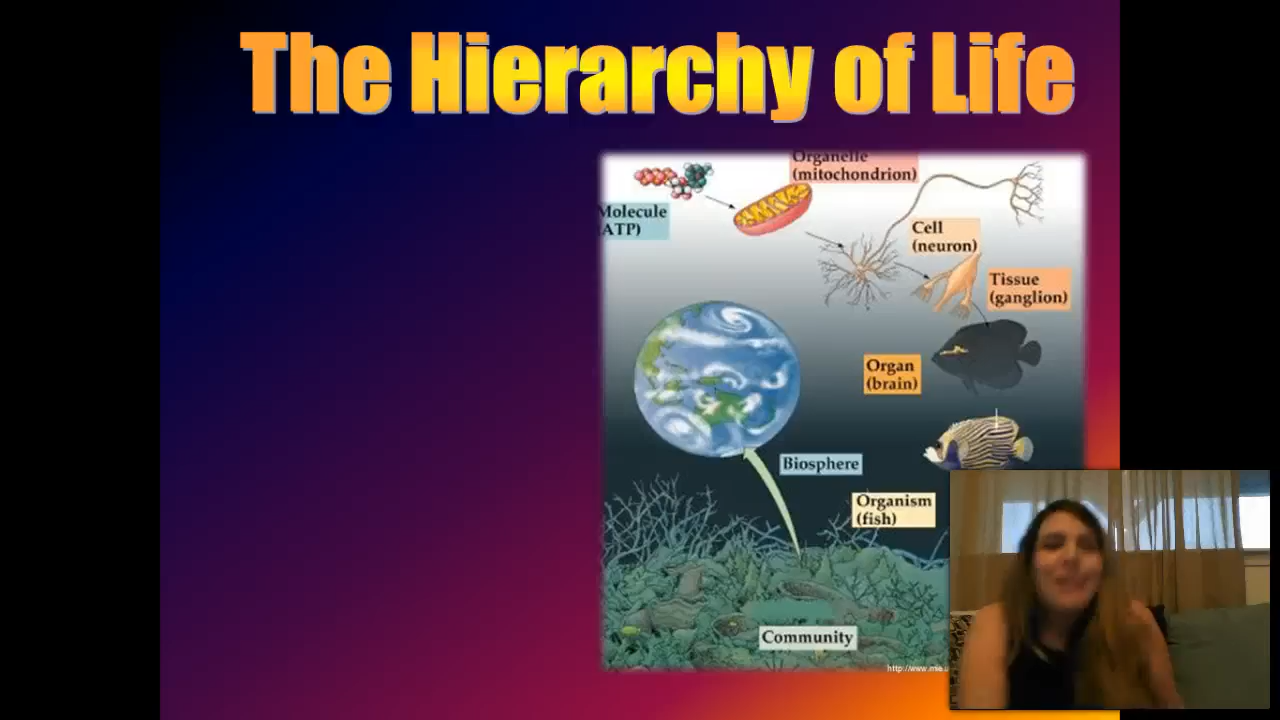 The Hierarchy of Life
Organelle
(mitochondrion)
Molecule
(ATP)
Cell
(neuron)
Tissue
(ganglion)
Organ
(brain)
Biosphere
Organism
(fish)
Community